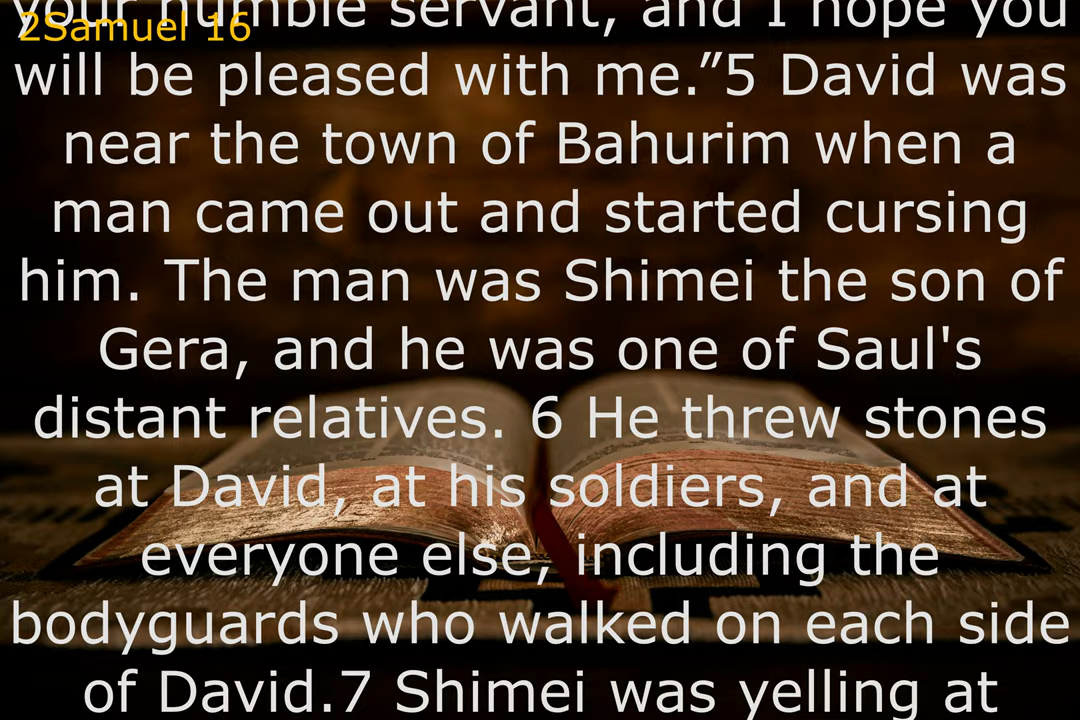 2Samuel 16
your humble servant, and I hope you
will be pleased with me.”5 David was
near the town of Bahurim when a
man came out and started cursing
him. The man was Shimei the son of
Gera, and he was one of Saul's
distant relatives. 6 He threw stones
at David, at his soldiers, and at
everyone else, including the
bodyguards who walked on each side
of David.7 Shimei was yelling at